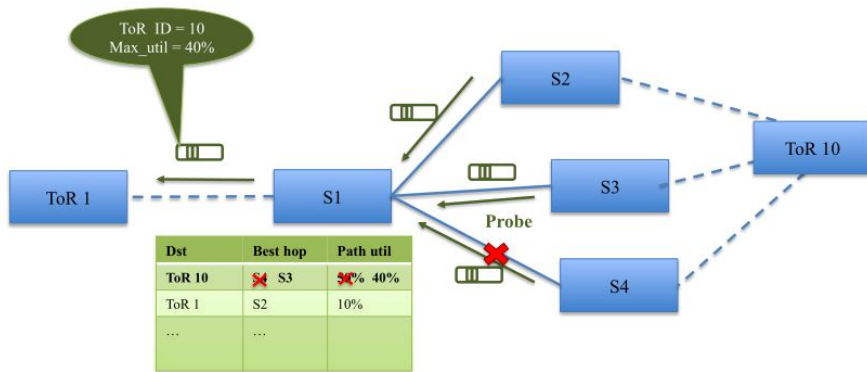 ToR ID = 10
Max_util = 40%
S2
ToR 10
ToR 1
S1
S3
Probe
S4
Dst Best hop Path util
ToR 10 S4 S3 40%
ToR 1 S2 10%
… …